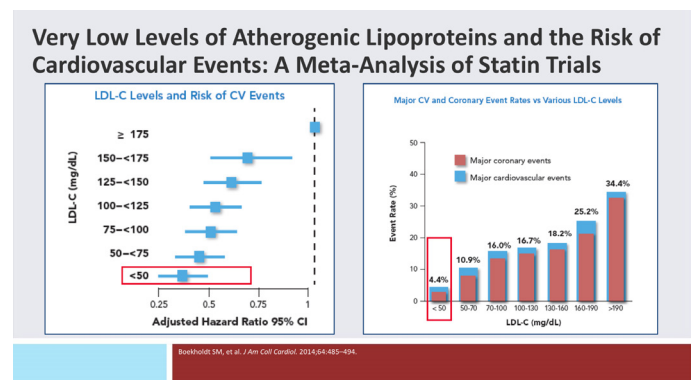 Very Low Levels of Atherogenic Lipoproteins and the Risk of
Cardiovascular Events: A Meta-Analysis of Statin Trials
LDL-C Levels and Risk of CV Events
LDL-C (mg/dL)
≥ 175
150–<175
125–<150
100–<125
75–<100
50–<75
<50
0.25 0.5 0.75 1
Adjusted Hazard Ratio 95% CI
Major CV and Coronary Event Rates vs Various LDL-C Levels
Event Rate (%)
50
40
30
20
10
0
Major coronary events
Major cardiovascular events
4.4%
10.9%
16.0%
16.7%
18.2%
25.2%
34.4%
< 50 50-70 70-100 100-130 130-160 160-190 >190
LDL-C (mg/dL)
Boekholdt SM, et al. J Am Coll Cardiol. 2014;64:485–494.